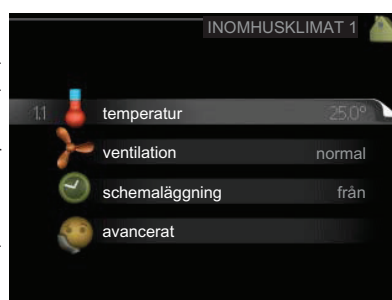 INOMHUSKLIMAT 1
1.1 temperatur 25.0°
ventilation normal
schemaläggning från
avancerat